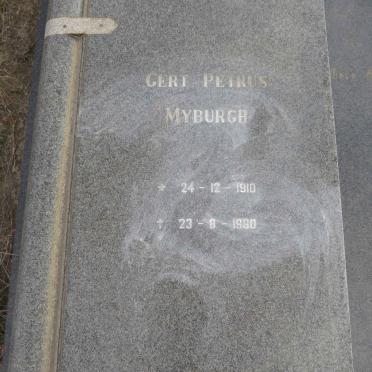 GERT PETRUS
MYBURGH
* 24 - 12 - 1910
† 23 - 8 - 1980